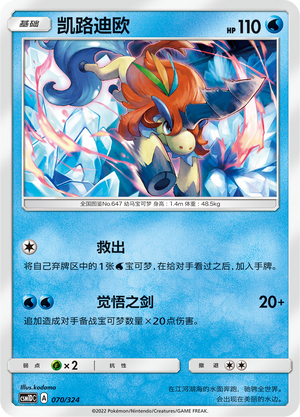 基础 凯路迪欧 HP 110
全国图鉴No.647 幼马宝可梦 身高：1.4m 体重：48.5kg
救出
将自己弃牌区中的1张宝可梦，在给对手看过之后，加入手牌。
觉悟之剑 20+
追加造成对手备战宝可梦数量×20点伤害。
弱点 ×2 抗性 撤退
Illus.kodama
CSM1DC A 070/324
在江河湖海的水面奔跑、驰骋全世界。
会出现在美丽的水边。
©2022 Pokémon/Nintendo/Creatures/GAME FREAK.